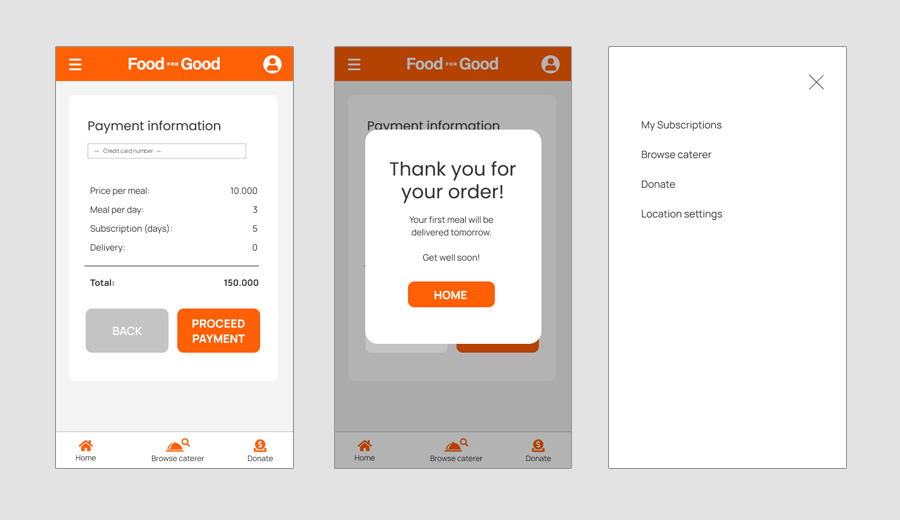 Food FOR Good
Payment information
— Credit card number —
Price per meal: 10.000
Meal per day: 3
Subscription (days): 5
Delivery: 0
Total: 150.000
BACK
PROCEED
PAYMENT
Home Browse caterer Donate
Food FOR Good
Payment information
Thank you for
your order!
Your first meal will be
delivered tomorrow.
Get well soon!
HOME
Home Browse caterer Donate
My Subscriptions
Browse caterer
Donate
Location settings